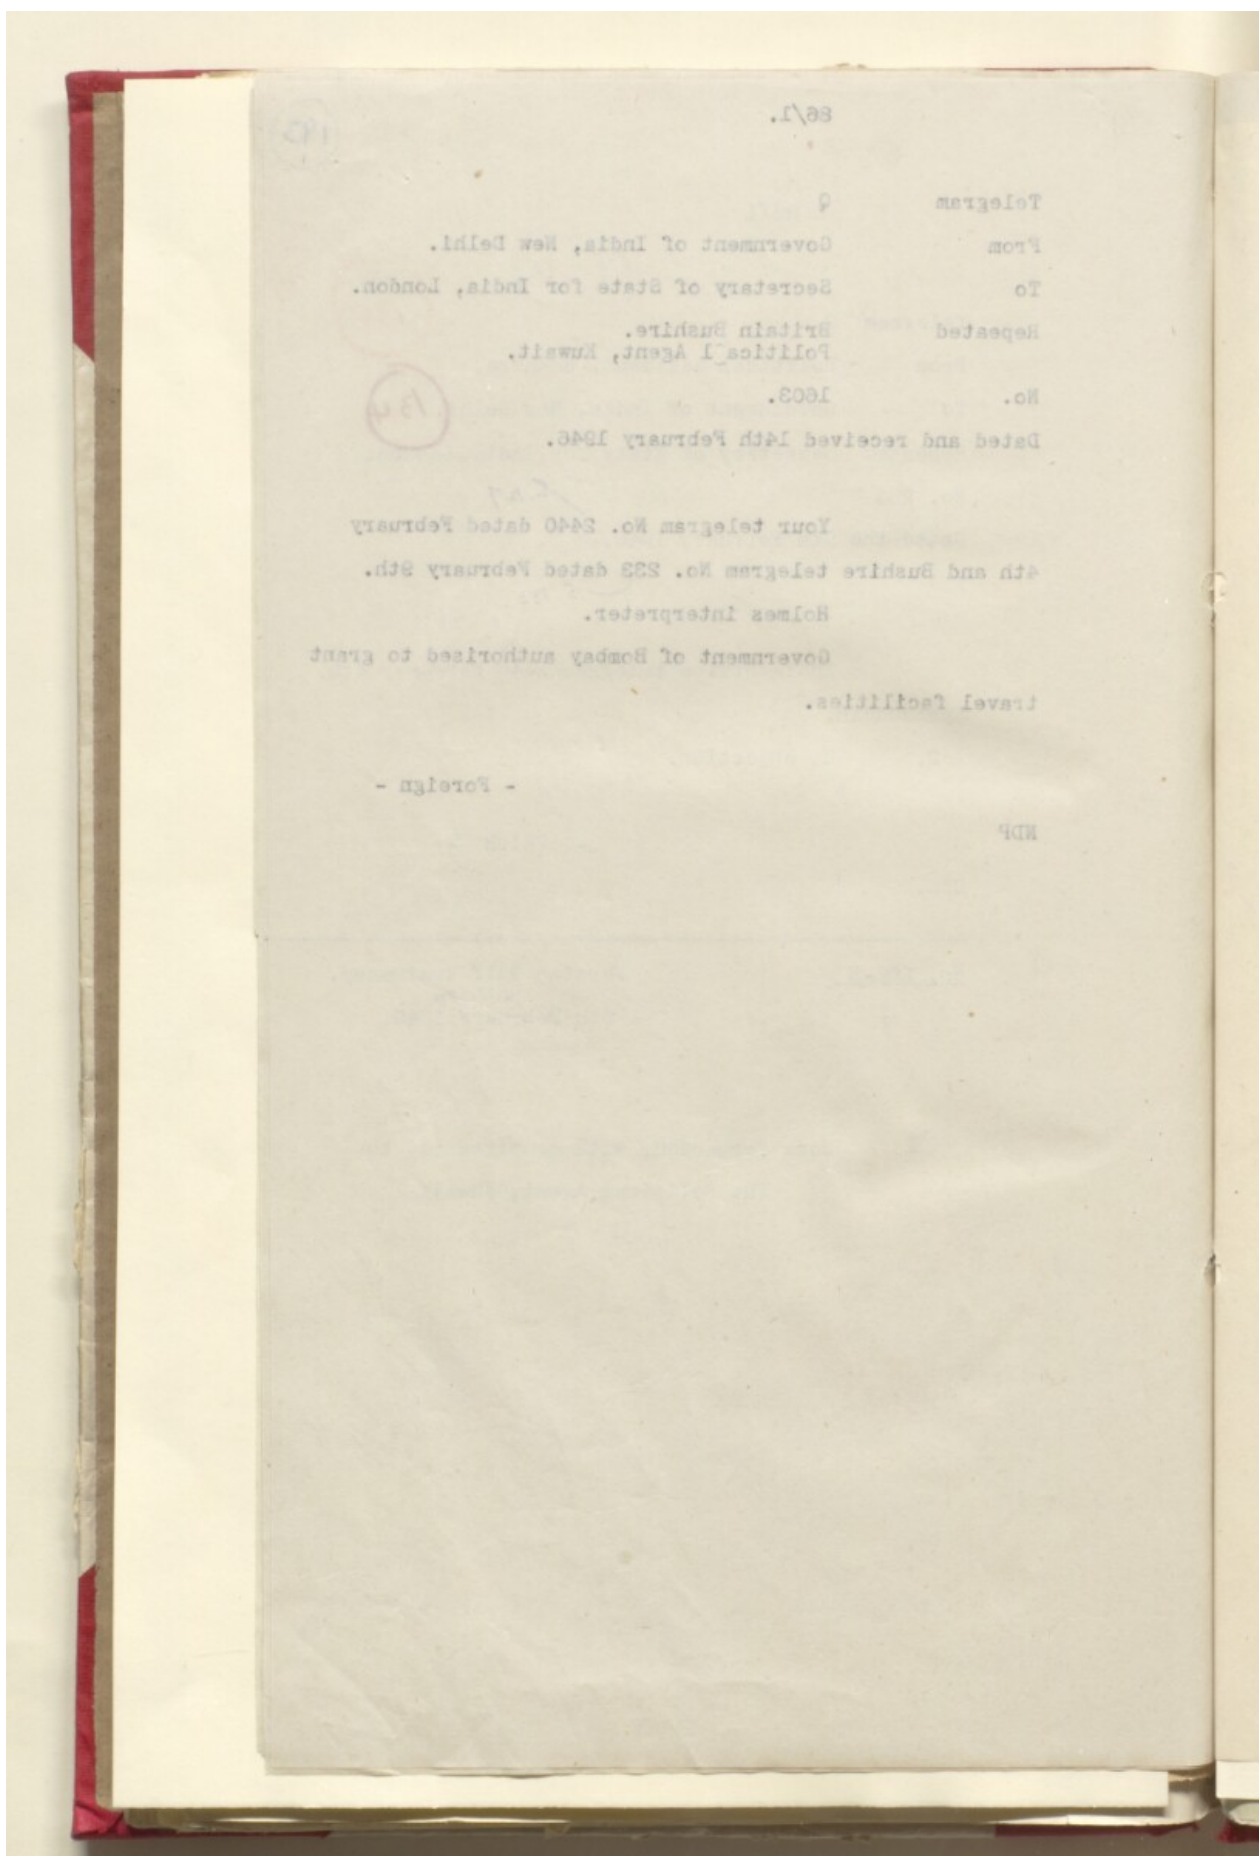 86/1.
Telegram Q
From Government of India, New Delhi.
To Secretary of State for India, London.
Repeated Britain Bushire.
Political Agent, Kuwait.
No. 1603.
Dated and received 14th February 1946.
Your telegram No. 2440 dated February
4th and Bushire telegram No. 233 dated February 9th.
Holmes interpreter.
Government of Bombay authorised to grant
travel facilities.
- Foreign -
NDP